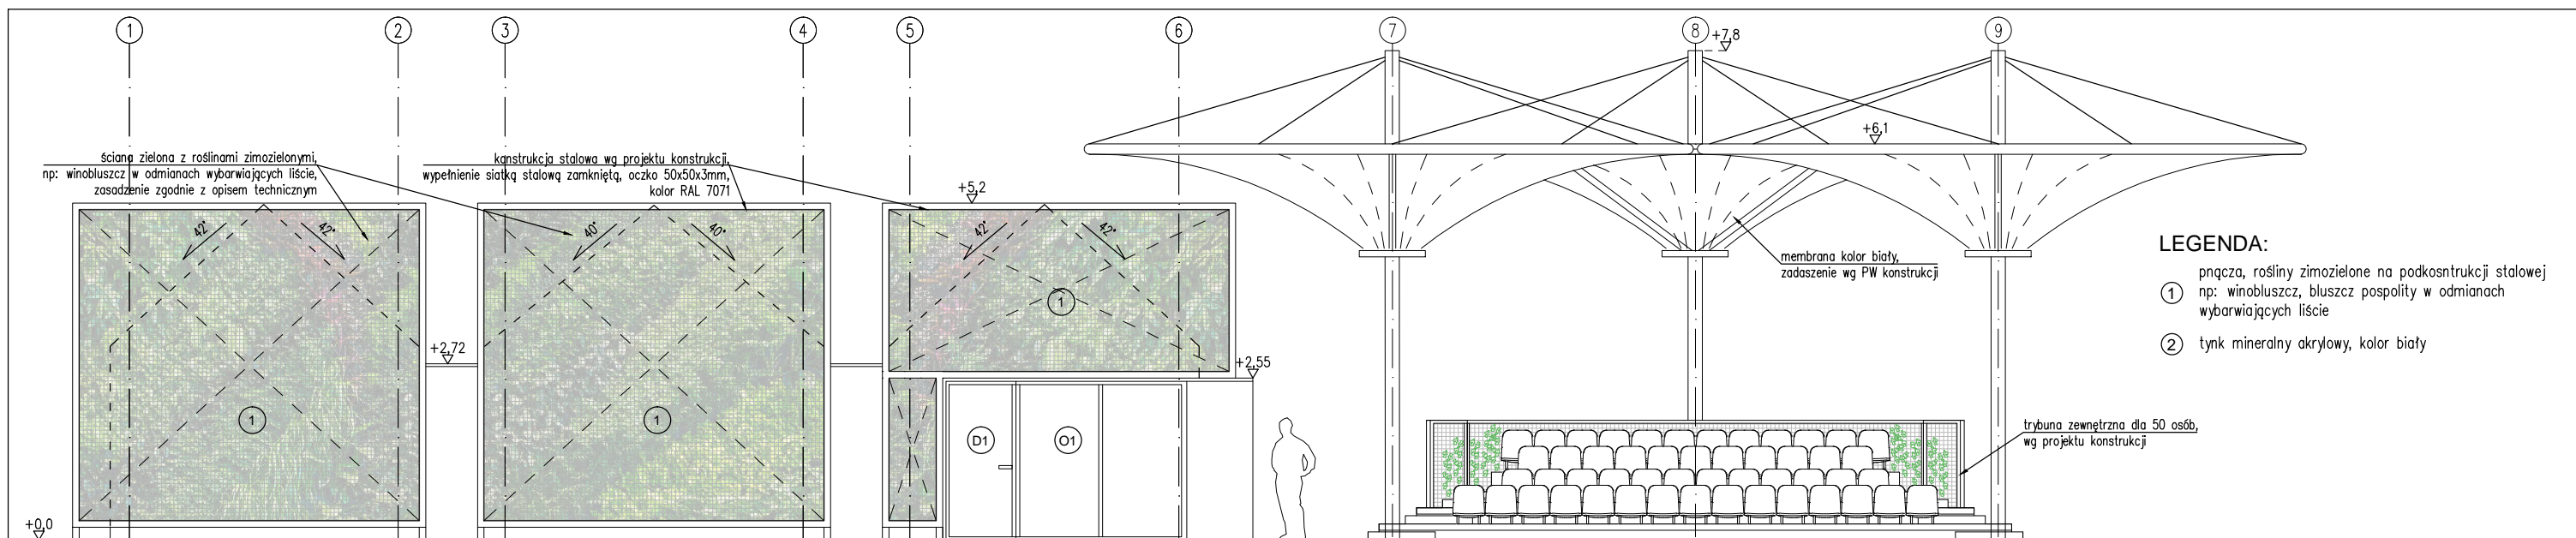 1 2 3 4 5 6 7 8 9
+7,8
+6,1
ściana zielona z roślinami zimozielonymi,
np: winobluszcz w odmianach wybarwiających liście,
zasadzenie zgodnie z opisem technicznym
kanstrukcja stalowa wg projektu konstrukcji,
wypełnienie siatką stalową zamkniętą, oczko 50x50x3mm,
kolor RAL 7071
+5,2
42° 42° 40° 40° 42° 42°
membrana kolor biały,
zadaszenie wg PW konstrukcji
LEGENDA:
1 pnącza, rośliny zimozielone na podkosntrukcji stalowej
np: winobluszcz, bluszcz pospolity w odmianach
wybarwiających liście
2 tynk mineralny akrylowy, kolor biały
1
+2,72
+2,55
1 1
D1 O1
trybuna zewnętrzna dla 50 osób,
wg projektu konstrukcji
+0,0